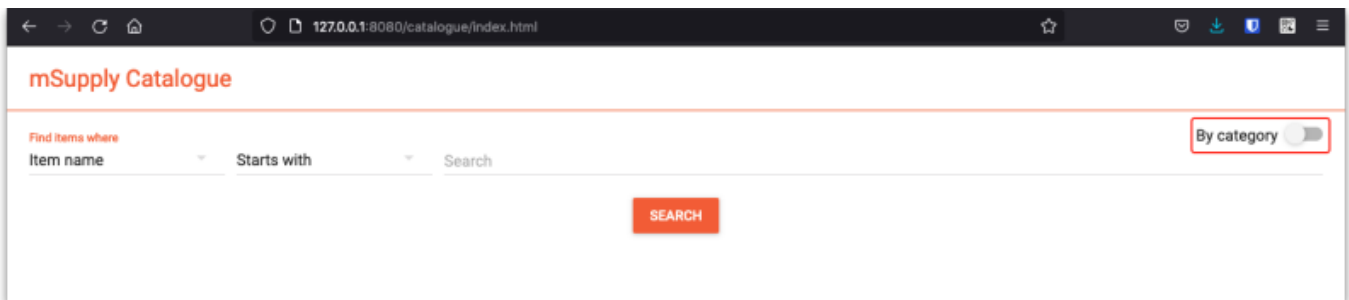 127.0.0.1:8080/catalogue/index.html
mSupply Catalogue
Find items where
By category
Item name Starts with Search
SEARCH